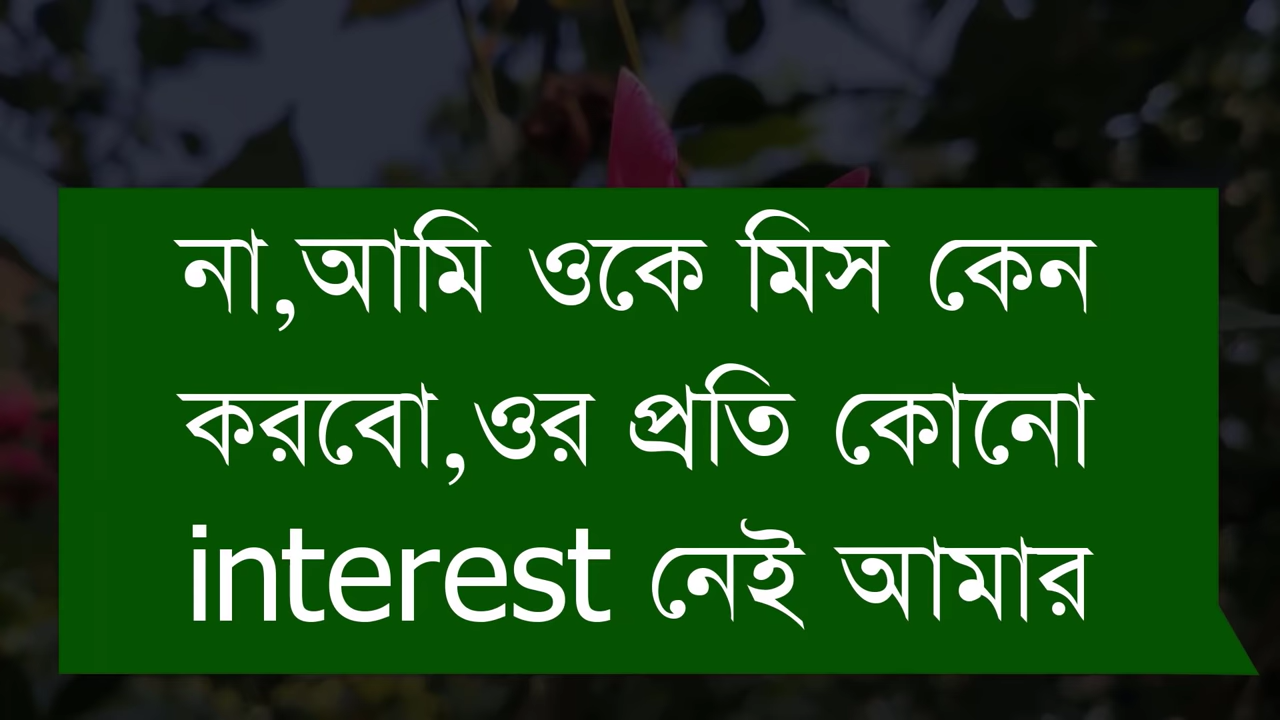 না,আমি ওকে মিস কেন
করবো,ওর প্রতি কোনো
interest নেই আমার